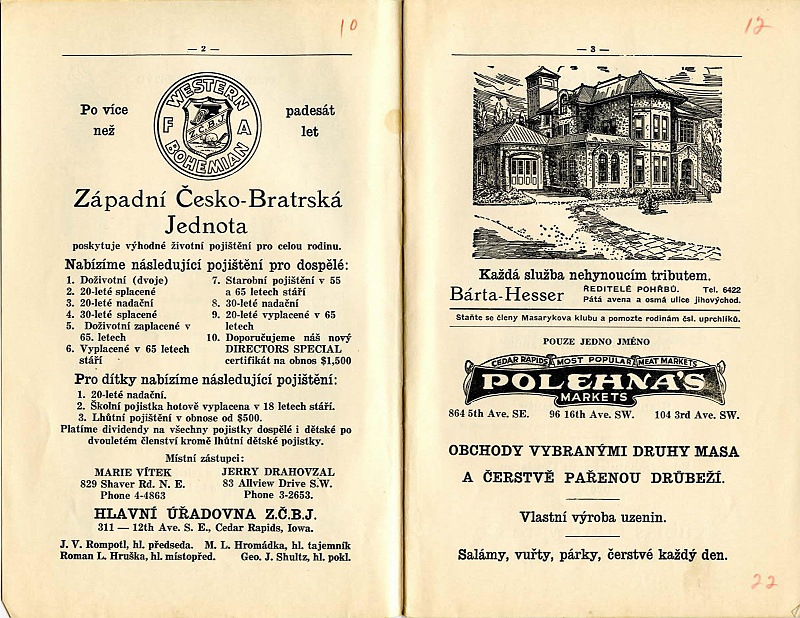 10
— 2 —
Po více
než
WESTERN
Z.C.B.J.
F A
BOHEMIAN
padesát
let
Západní Česko-Bratrská
Jednota
poskytuje výhodné životní pojištění pro celou rodinu.
Nabízíme následující pojištění pro dospělé:
1. Doživotní (dvoje)
2. 20-leté splacené
3. 20-leté nadační
4. 30-leté splacené
5. Doživotní zaplacené v
65. letech
6. Vyplacené v 65 letech
stáří
7. Starobní pojištění v 55
a 65 letech stáří
8. 30-leté nadační
9. 20-leté vyplacené v 65
letech
10. Doporučujeme náš nový
DIRECTORS SPECIAL
certifikát na obnos $1,500
Pro dítky nabízíme následující pojištění:
1. 20-leté nadační.
2. Školní pojistka hotově vyplacena v 18 letech stáří.
3. Lhůtní pojištění v obnose od $500.
Platíme dividendy na všechny pojistky dospělé i dětské po
dvouletém členství kromě lhůtní dětské pojistky.
Místní zástupci:
MARIE VÍTEK
829 Shaver Rd. N. E.
Phone 4-4863
JERRY DRAHOVZAL
83 Allview Drive S.W.
Phone 3-2653.
HLAVNÍ ÚŘADOVNA Z.Č.B.J.
311 — 12th Ave. S. E., Cedar Rapids, Iowa.
J. V. Rompotl, hl. předseda. M. L. Hromádka, hl. tajemník
Roman L. Hruška, hl. místopřed. Geo. J. Shultz, hl. pokl.
12
— 3 —
Každá služba nehynoucím tributem.
Bárta-Hesser
ŘEDITELÉ POHŘBŮ. Tel. 6422
Pátá avena a osmá ulice jihovýchod.
Staňte se členy Masarykova klubu a pomozte rodinám čsl. uprchlíků.
POUZE JEDNO JMÉNO
CEDAR RAPIDS MOST POPULAR MEAT MARKETS
POLEHNA'S
MARKETS
864 5th Ave. SE. 96 16th Ave. SW. 104 3rd Ave. SW.
OBCHODY VYBRANÝMI DRUHY MASA
A ČERSTVĚ PAŘENOU DRŮBEŽÍ.
Vlastní výroba uzenin.
Salámy, vuřty, párky, čerstvé každý den.
22